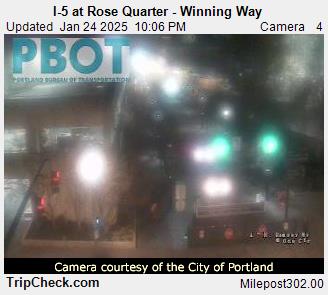 I-5 at Rose Quarter - Winning Way
Updated Jan 24 2025 10:06 PM Camera 4
PBOT
PORTLAND BUREAU OF TRANSPORTATION
Camera courtesy of the City of Portland
TripCheck.com Milepost302.00